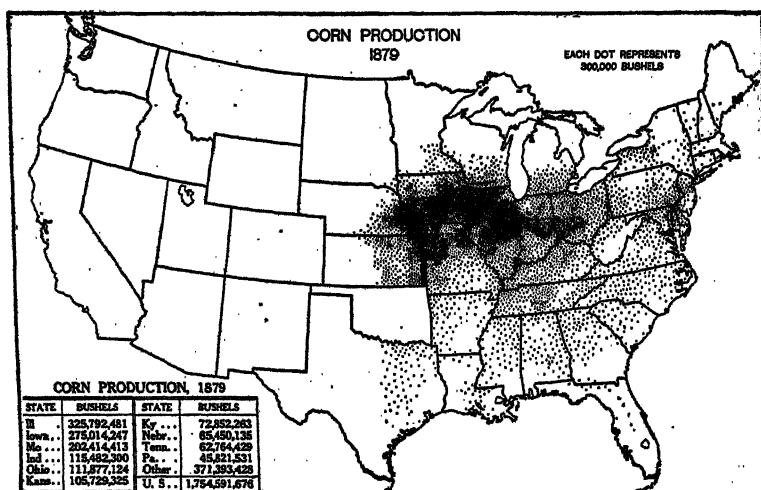 CORN PRODUCTION
1879
EACH DOT REPRESENTS
300,000 BUSHELS
CORN PRODUCTION, 1879
STATE BUSHELS STATE BUSHELS
Ill 325,792,481 Ky .... 72,852,263
Iowa.. 275,014,247 Nebr.. 65,450,135
Mo ... 202,414,413 Tenn.. 62,764,429
Ind ... 115,482,300 Pa.. . 45,821,531
Ohio.. 111,877,124 Other. 371,393,428
Kans.. 105,729,325 U. S.. 1,754,591,676